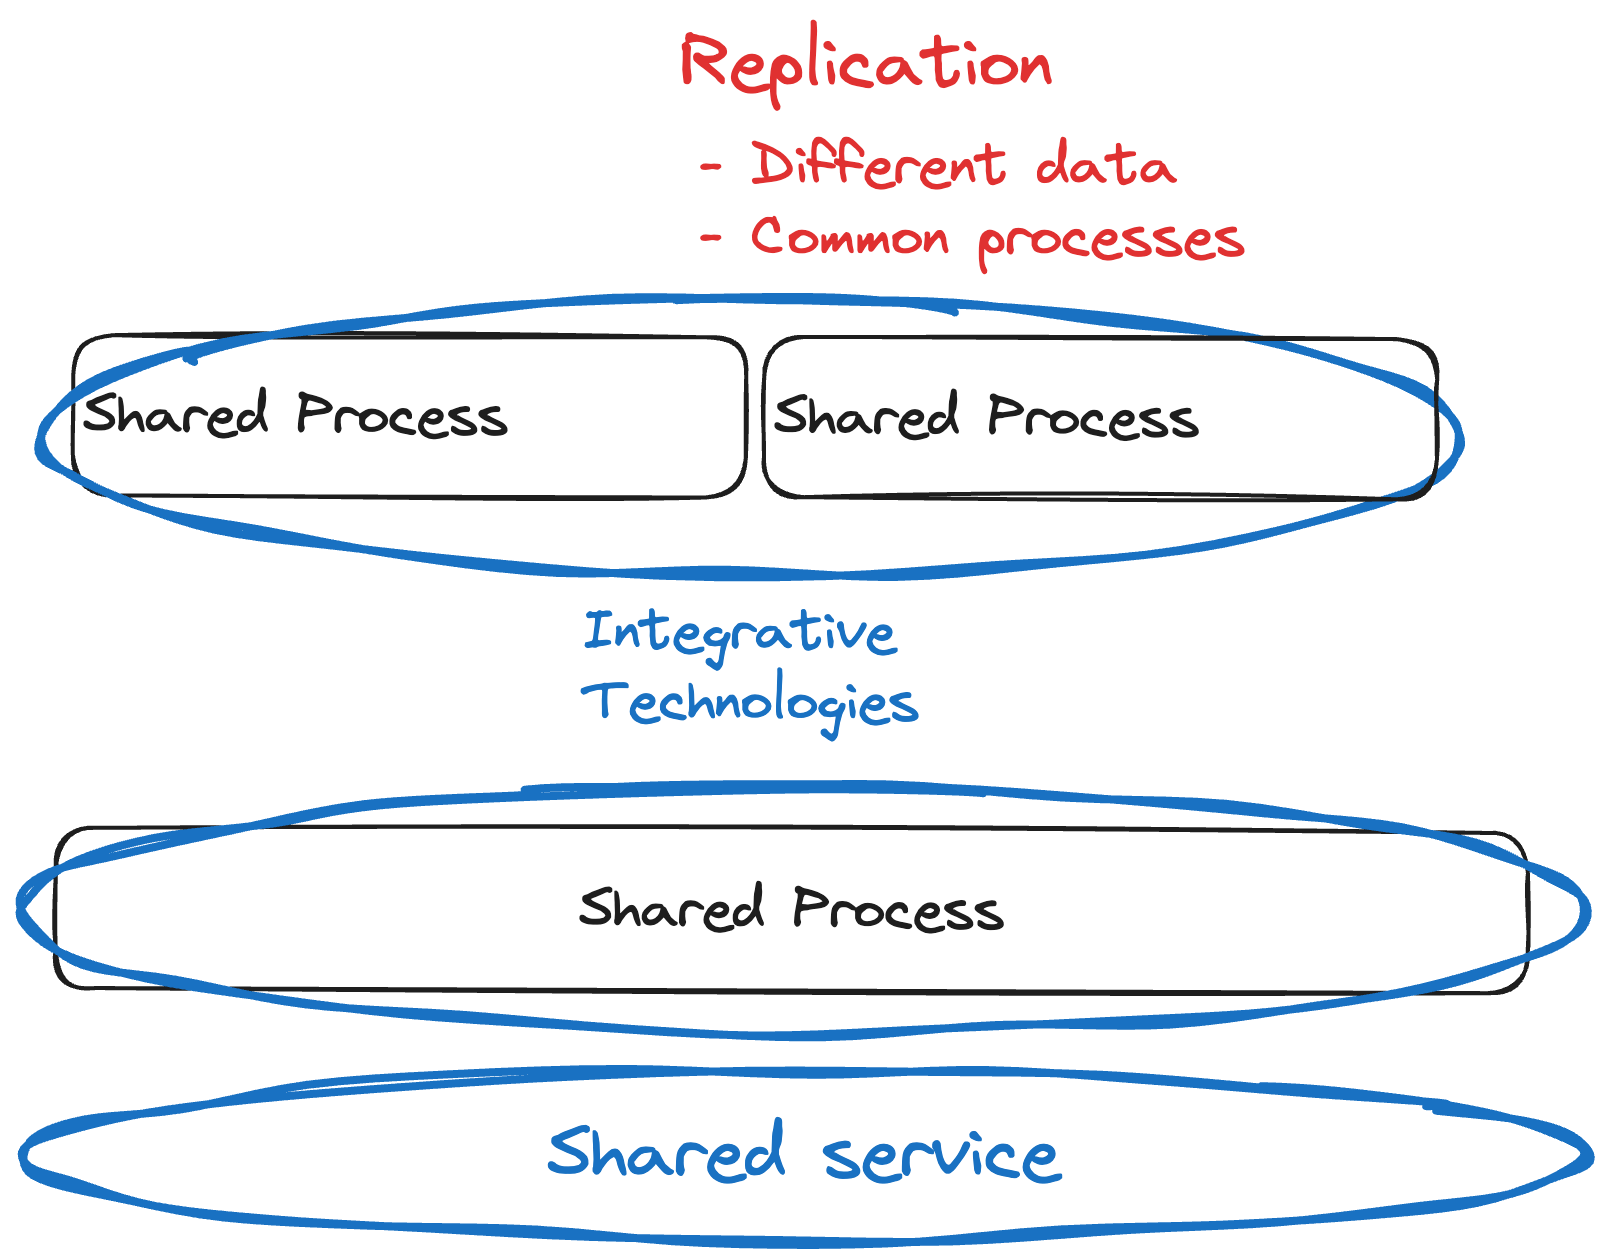 Replication
- Different data
- Common processes
Shared Process
Shared Process
Integrative
Technologies
Shared Process
Shared service